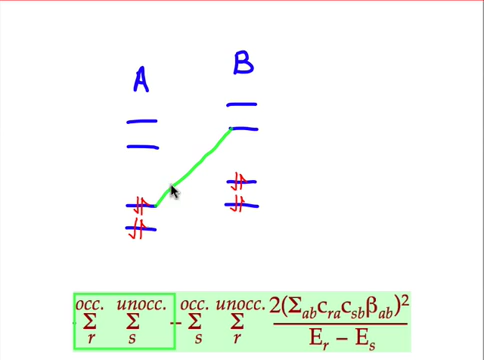 A
B
occ. unocc. occ. unocc.
Σ Σ − Σ Σ 2(Σ_ab c_ra c_sb β_ab)² / E_r − E_s
r s s r